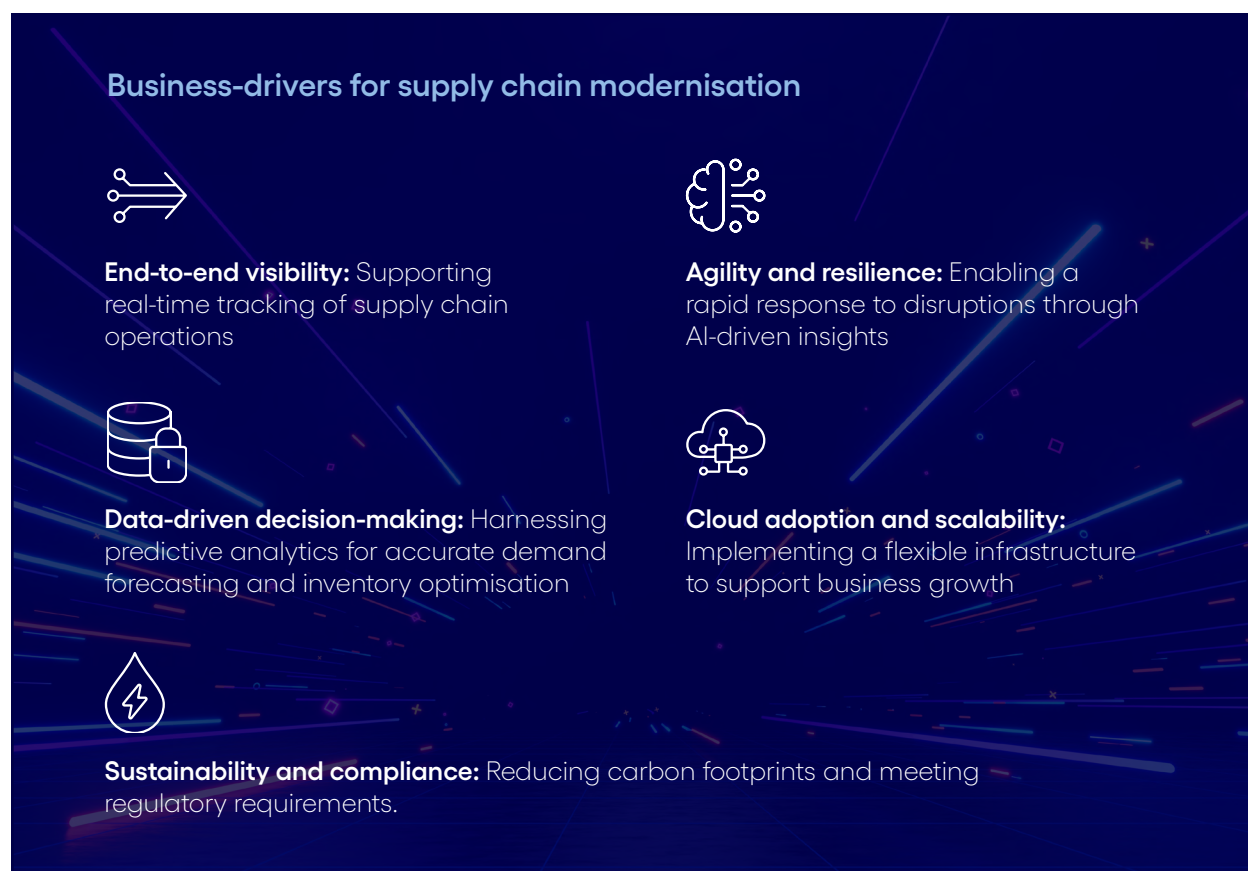 Business-drivers for supply chain modernisation
End-to-end visibility: Supporting
real-time tracking of supply chain
operations
Agility and resilience: Enabling a
rapid response to disruptions through
AI-driven insights
Data-driven decision-making: Harnessing
predictive analytics for accurate demand
forecasting and inventory optimisation
Cloud adoption and scalability:
Implementing a flexible infrastructure
to support business growth
Sustainability and compliance: Reducing carbon footprints and meeting
regulatory requirements.